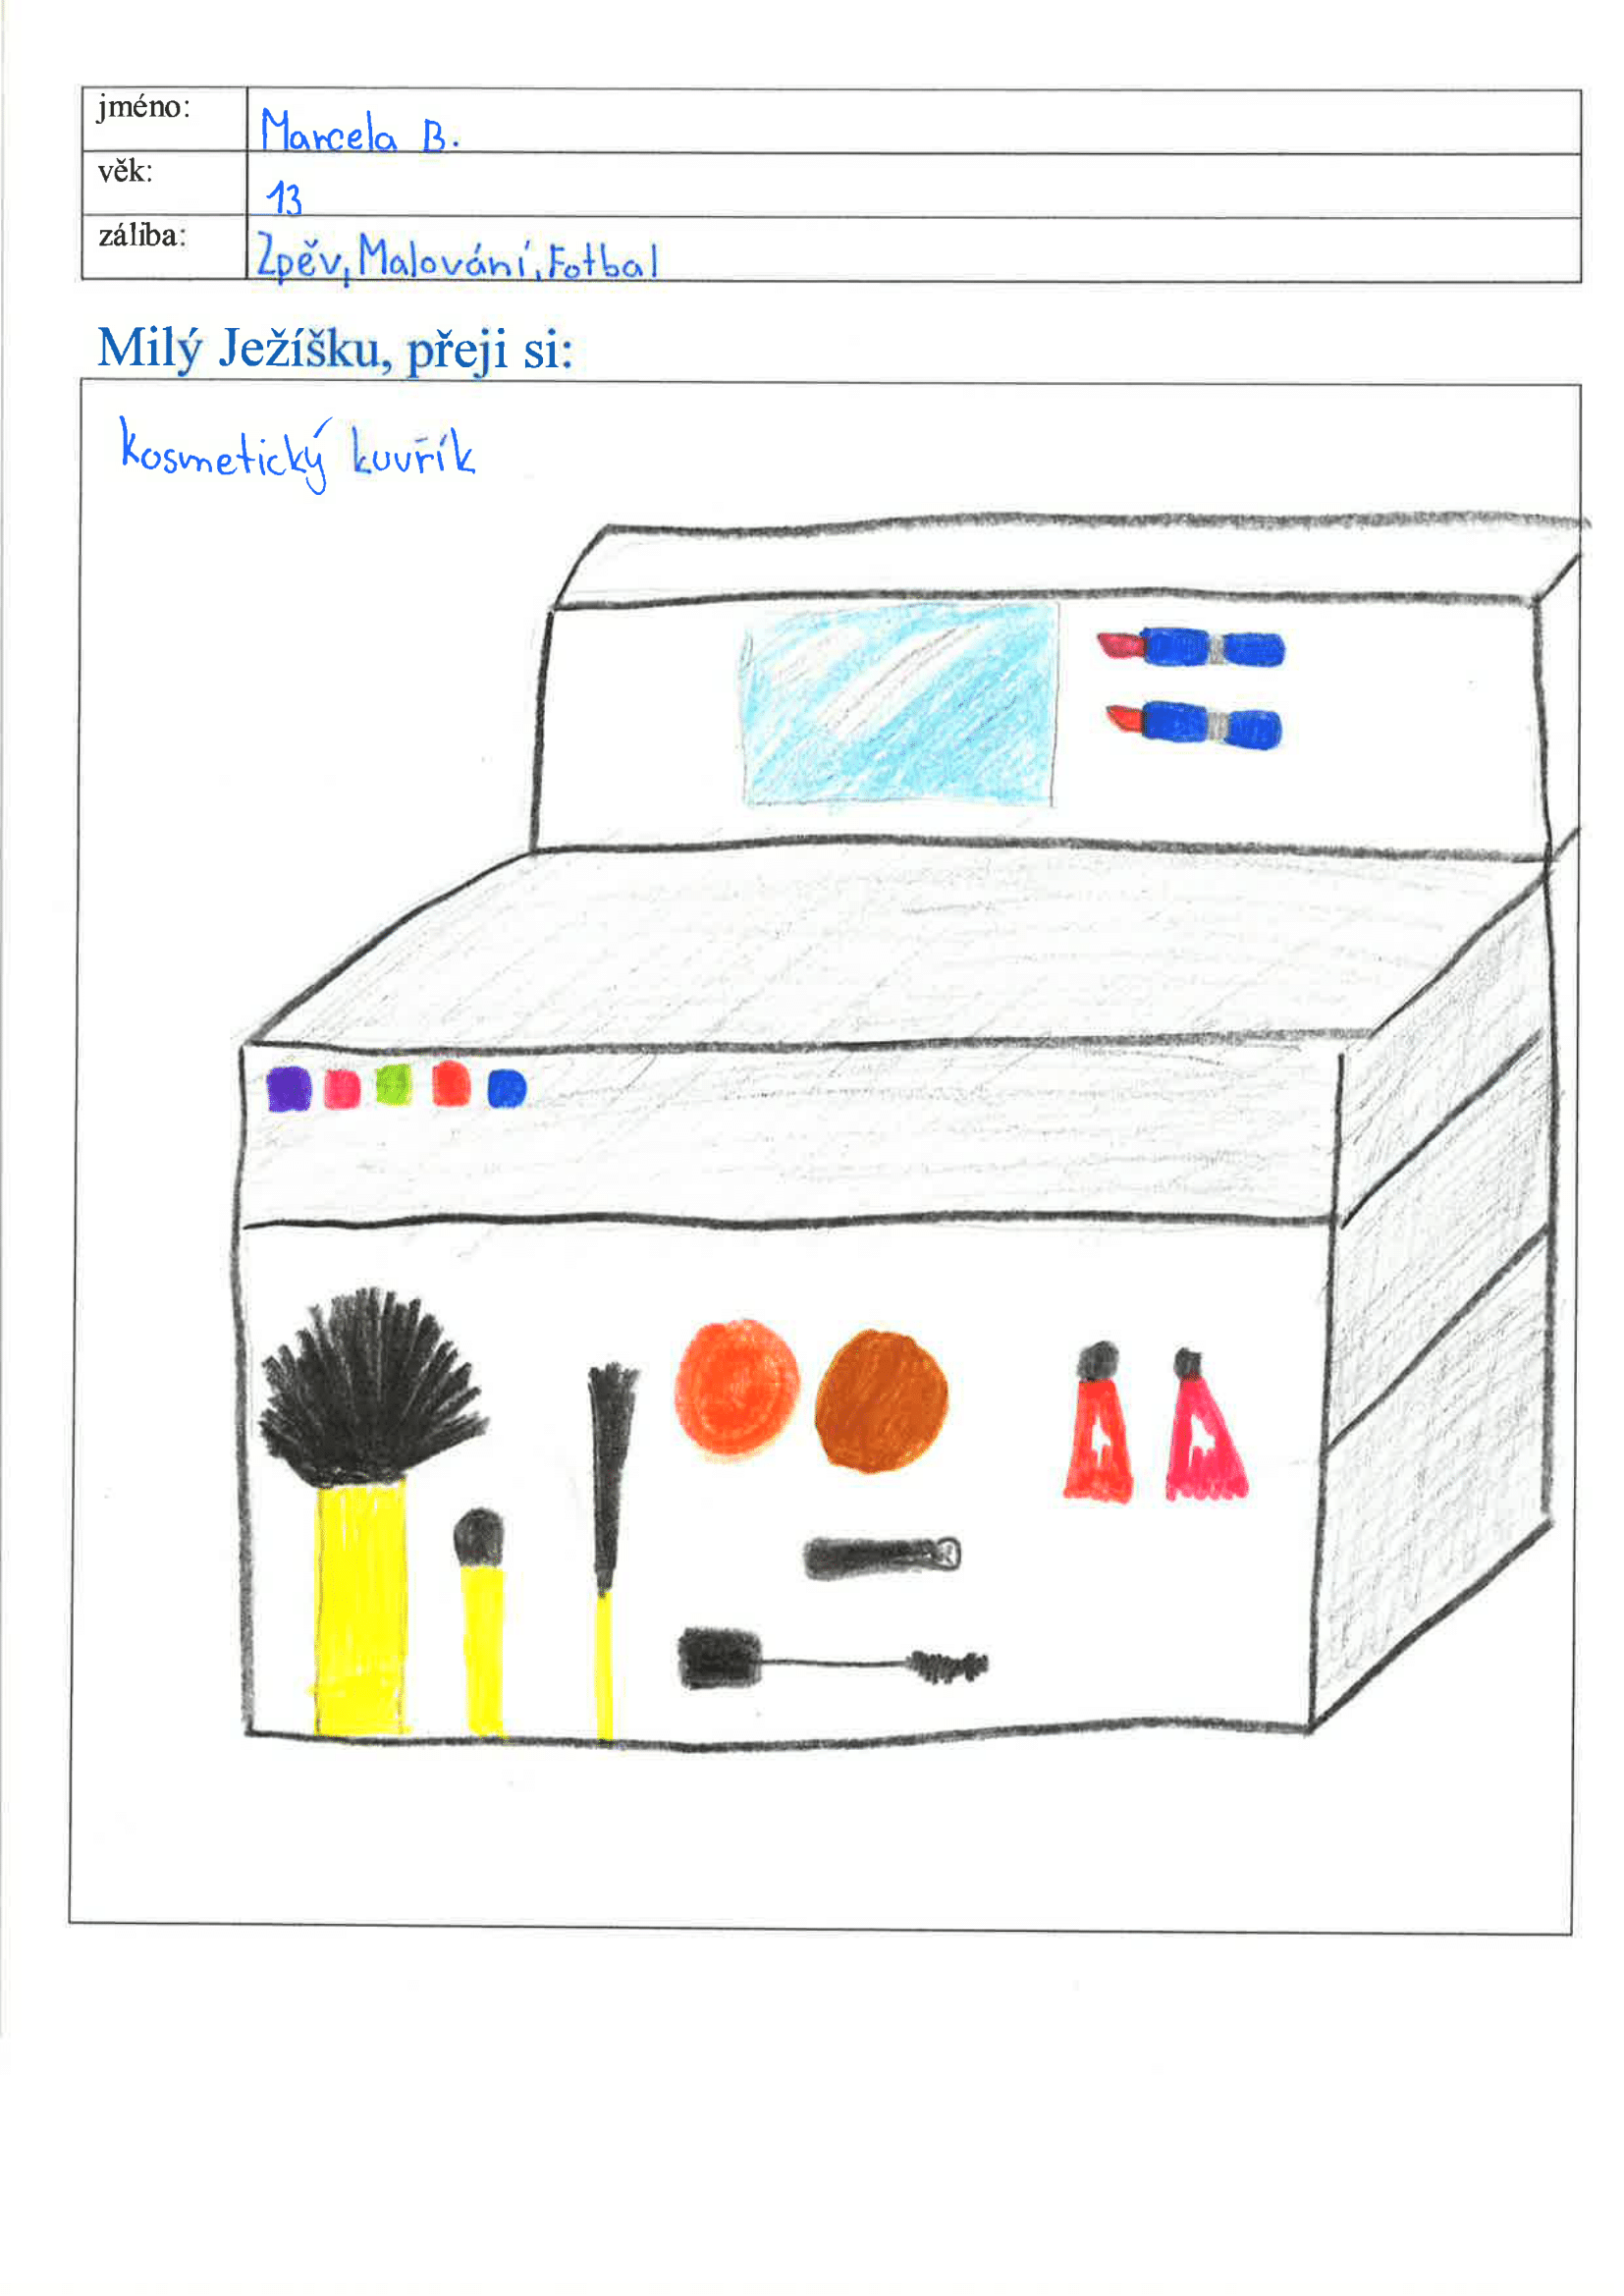 jméno: Marcela B.
věk: 13
záliba: Zpěv, Malování, Fotbal
Milý Ježíšku, přeji si:
kosmetický kuvřík